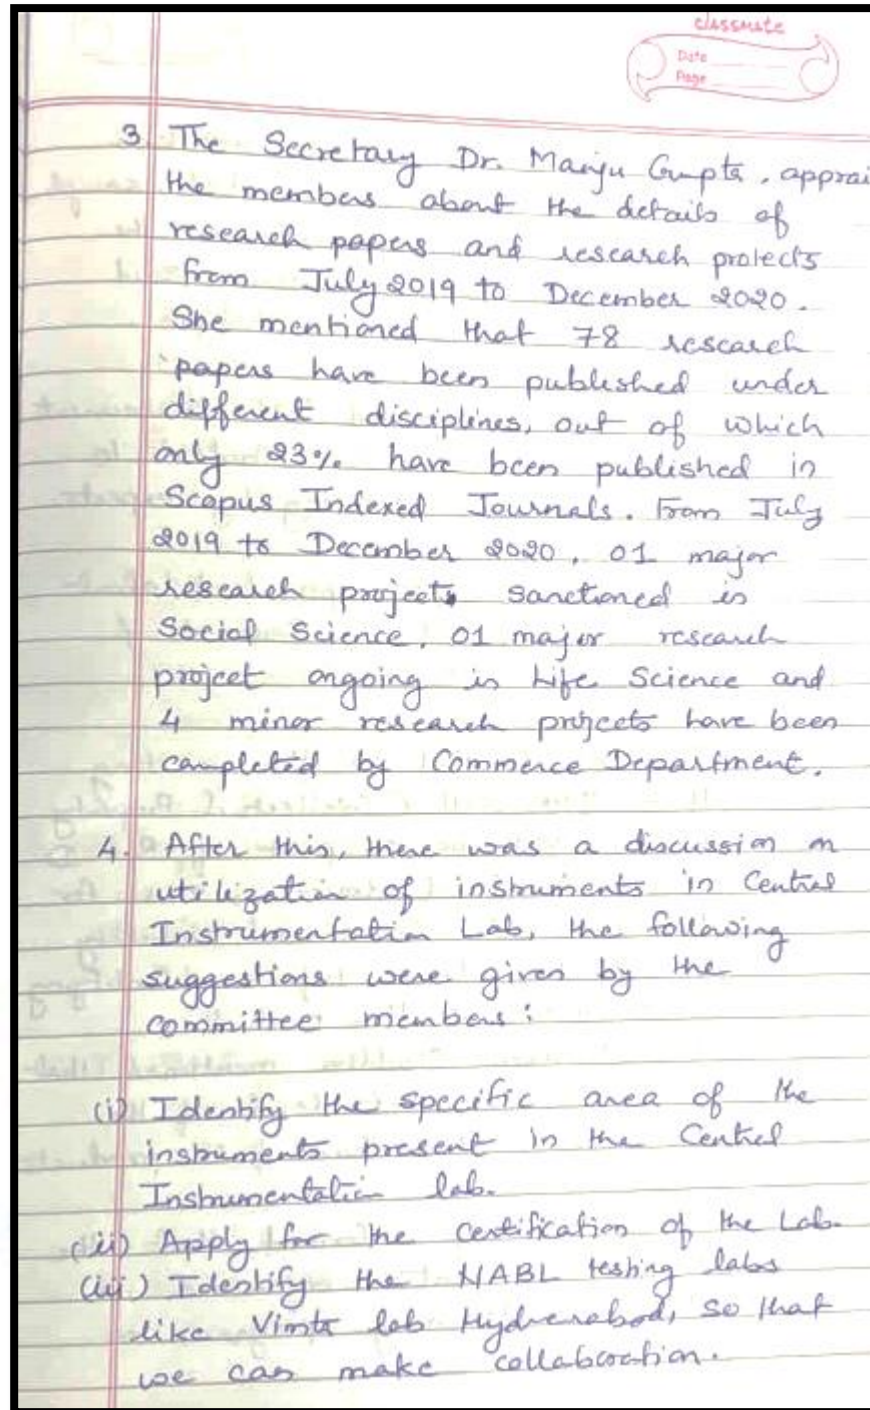 classmate
Date
Page
3. The Secretary Dr. Manju Gupta, apprai
the members about the details of
research papers and research protects
from July 2019 to December 2020.
She mentioned that 78 research
papers have been published under
different disciplines, out of which
only 23% have been published in
Scopus Indexed Journals. From July
2019 to December 2020, 01 major
research project sanctioned in
Social Science, 01 major research
project ongoing in Life Science and
4 minor research projects have been
completed by Commerce Department.
4. After this, there was a discussion on
utilization of instruments in Central
Instrumentation Lab, the following
suggestions were given by the
committee members:
(i) Identify the specific area of the
instruments present in the Central
Instrumentation lab.
(ii) Apply for the Certification of the Lab.
(iii) Identify the NABL testing labs
like Vimta lab Hyderabad, so that
we can make collaboration.